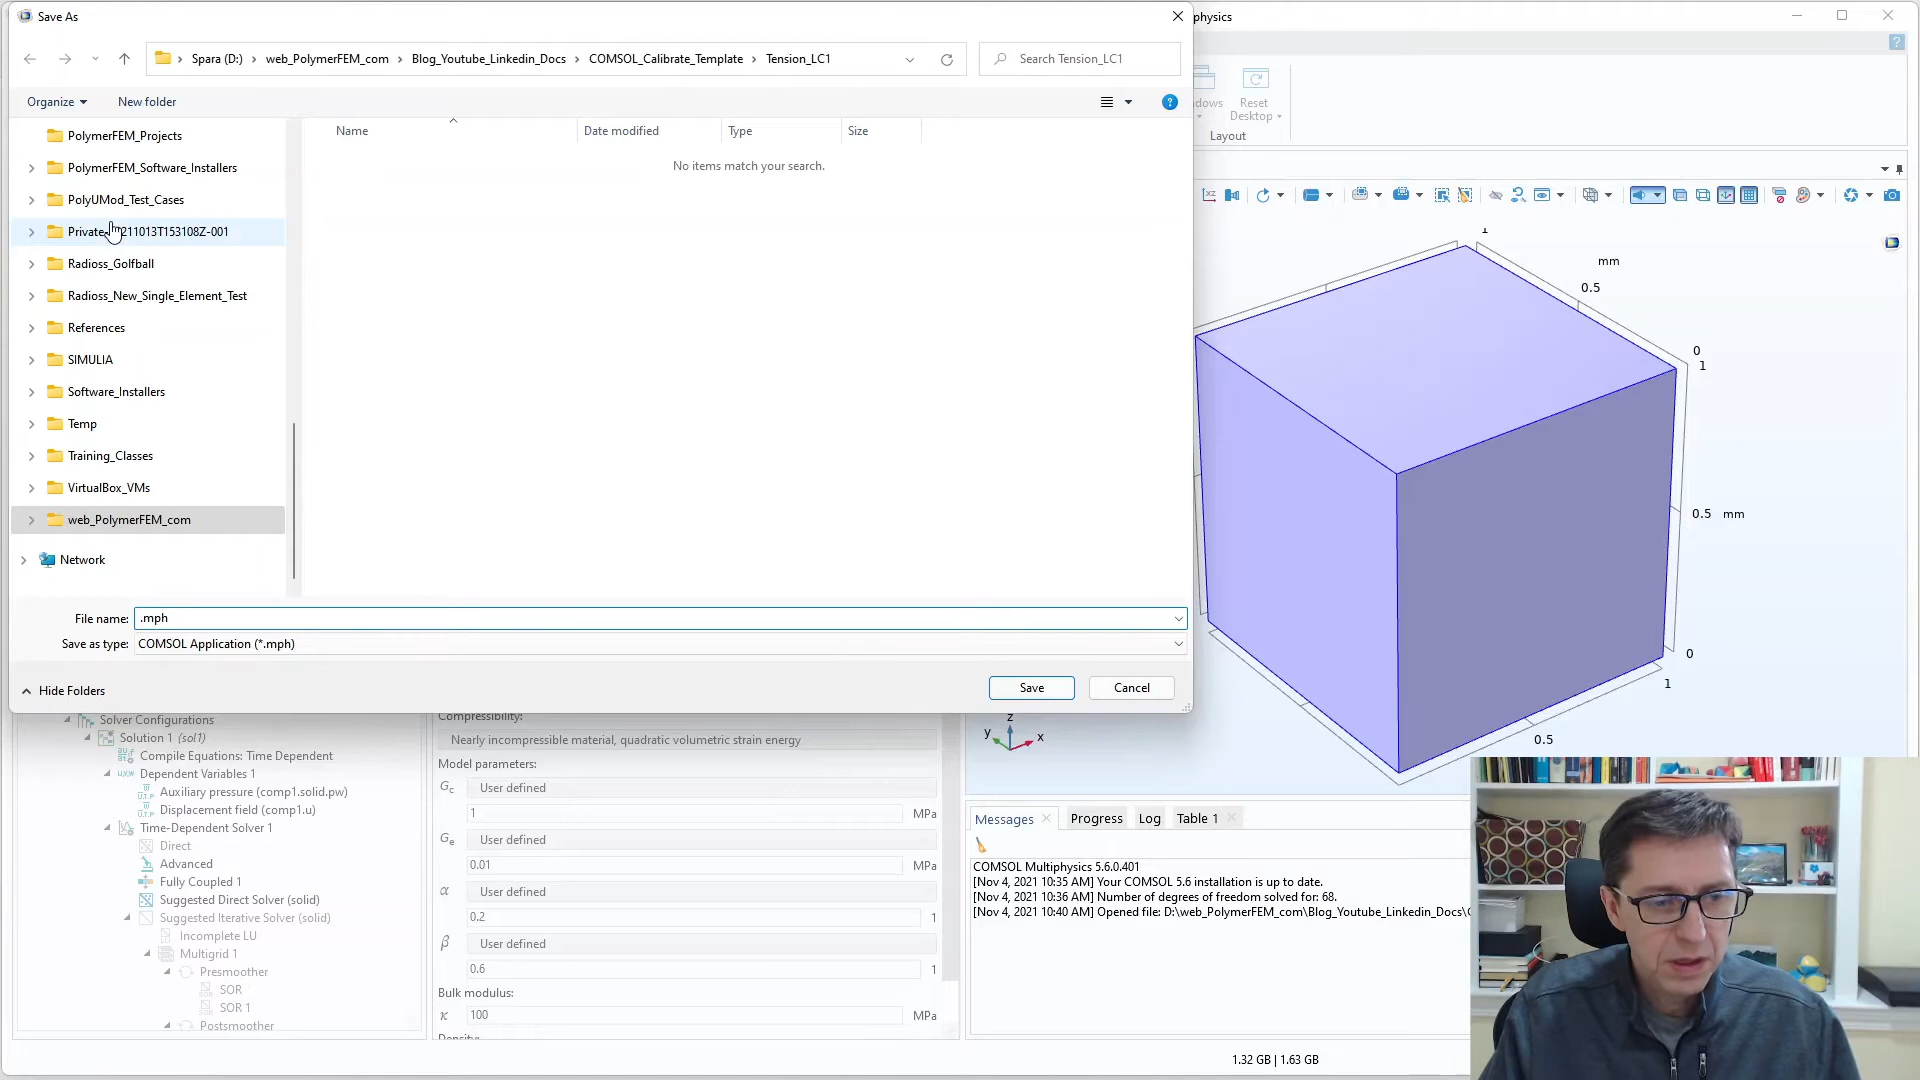 Save As
physics
Spara (D:)
web_PolymerFEM_com
Blog_Youtube_Linkedin_Docs
COMSOL_Calibrate_Template
Tension_LC1
Search Tension_LC1
Organize
New folder
Reset
Desktop
Layout
PolymerFEM_Projects
PolymerFEM_Software_Installers
PolyUMod_Test_Cases
211013T153108Z-001
Radioss_Golfball
Radioss_New_Single_Element_Test
References
SIMULIA
Software_Installers
Temp
Training_Classes
VirtualBox_VMs
web_PolymerFEM_com
Network
Name
Date modified
Type
Size
No items match your search.
File name: .mph
Save as type: COMSOL Application (*.mph)
Hide Folders
Save
Cancel
1
mm
0.5
0
1
0.5 mm
0
1
0.5
z
y
x
Solver Configurations
Solution 1 (sol1)
Compile Equations: Time Dependent
Dependent Variables 1
Auxiliary pressure (comp1.solid.pw)
Displacement field (comp1.u)
Time-Dependent Solver 1
Direct
Advanced
Fully Coupled 1
Suggested Direct Solver (solid)
Suggested Iterative Solver (solid)
Incomplete LU
Multigrid 1
Presmoother
SOR
SOR 1
Postsmoother
Compressibility:
Nearly incompressible material, quadratic volumetric strain energy
Model parameters:
Gc User defined
1 MPa
Ge User defined
0.01 MPa
α User defined
0.2 1
β User defined
0.6 1
Bulk modulus:
κ 100 MPa
Density:
Messages
Progress
Log
Table 1
COMSOL Multiphysics 5.6.0.401
[Nov 4, 2021 10:35 AM] Your COMSOL 5.6 installation is up to date.
[Nov 4, 2021 10:36 AM] Number of degrees of freedom solved for: 68.
[Nov 4, 2021 10:40 AM] Opened file: D:\web_PolymerFEM_com\Blog_Youtube_Linkedin_Docs\
1.32 GB | 1.63 GB